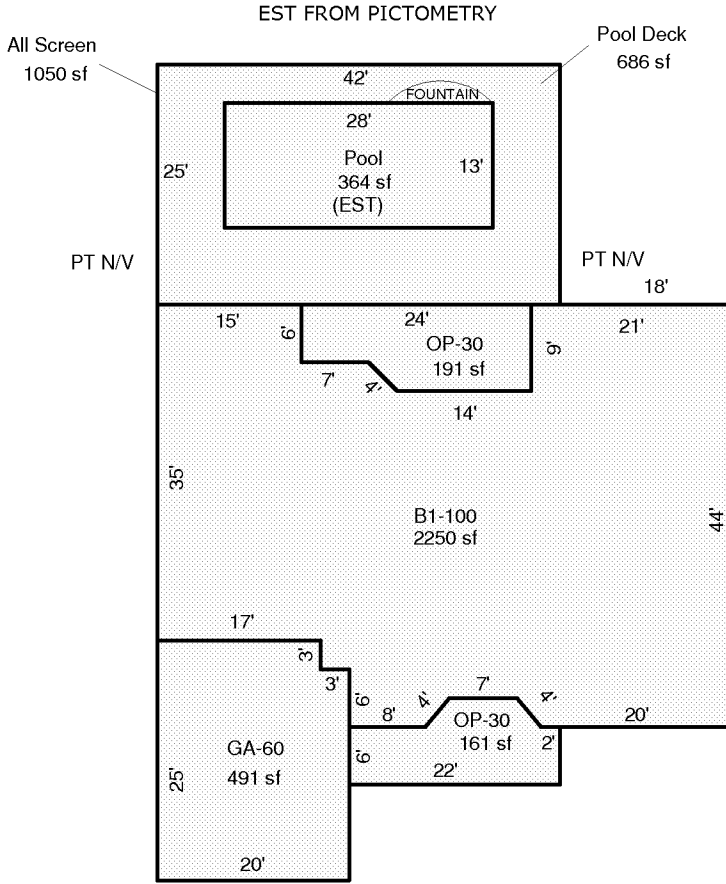 EST FROM PICTOMETRY
All Screen
1050 sf
Pool Deck
686 sf
42'
FOUNTAIN
28'
Pool
364 sf
(EST)
13'
25'
PT N/V
PT N/V
18'
15'
6'
24'
OP-30
191 sf
9'
21'
7'
4'
14'
35'
B1-100
2250 sf
44'
17'
3'
3'
6'
8'
4'
7'
4'
OP-30
161 sf
2'
20'
6'
22'
GA-60
491 sf
25'
20'